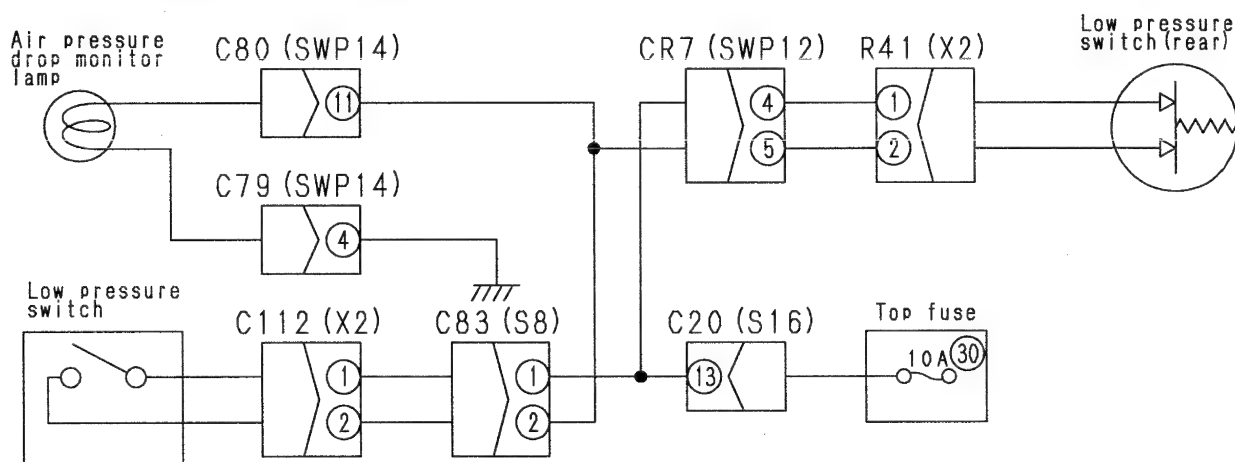 Air pressure
drop monitor
lamp
C80 (SWP14)
11
CR7 (SWP12)
4
5
R41 (X2)
1
2
Low pressure
switch (rear)
C79 (SWP14)
4
Low pressure
switch
C112 (X2)
1
2
C83 (S8)
1
2
C20 (S16)
13
Top fuse
10A 30